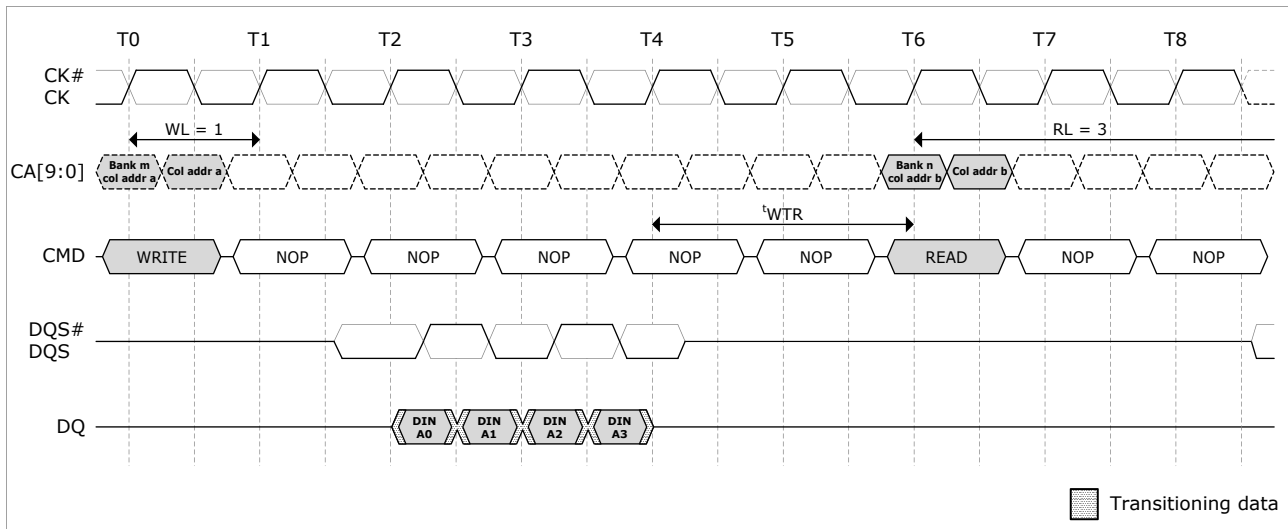 T0 T1 T2 T3 T4 T5 T6 T7 T8
CK#
CK
WL = 1 RL = 3
CA[9:0] Bank m col addr a Col addr a Bank n col addr b Col addr b
tWTR
CMD WRITE NOP NOP NOP NOP NOP READ NOP NOP
DQS#
DQS
DQ DIN A0 DIN A1 DIN A2 DIN A3
Transitioning data